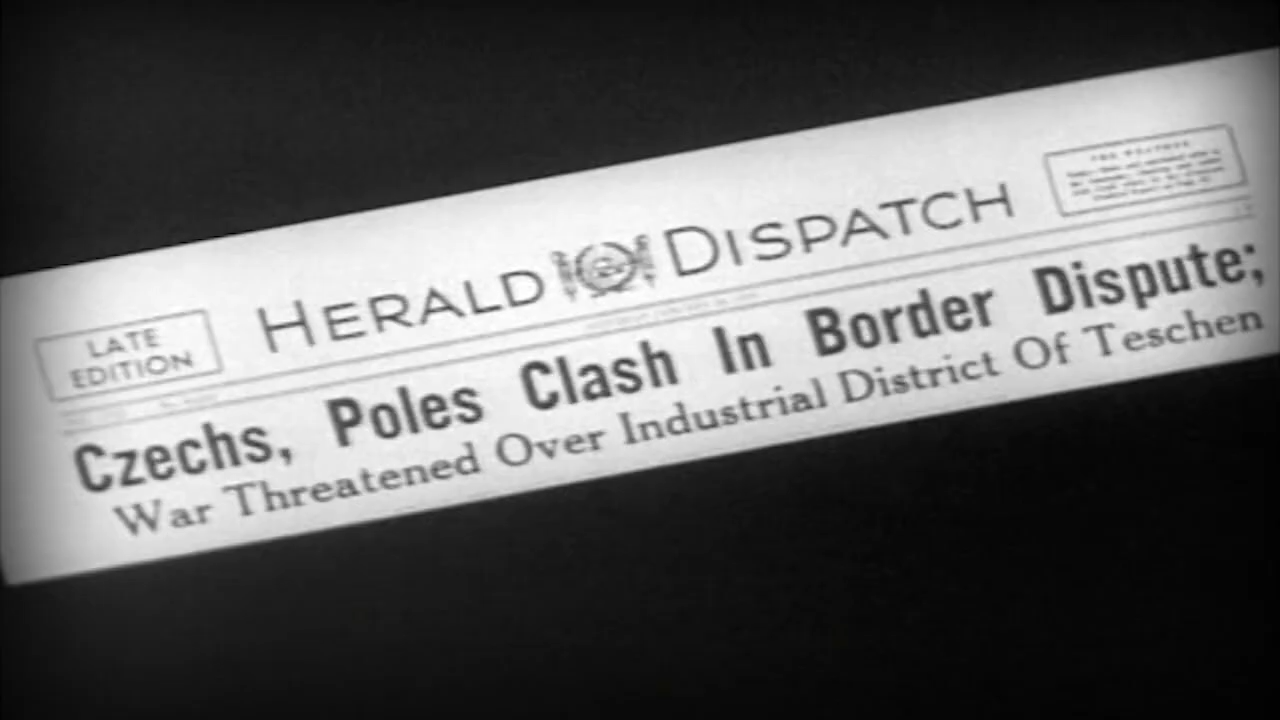 HERALD DISPATCH
LATE
EDITION
Czechs, Poles Clash In Border Dispute;
War Threatened Over Industrial District Of Teschen